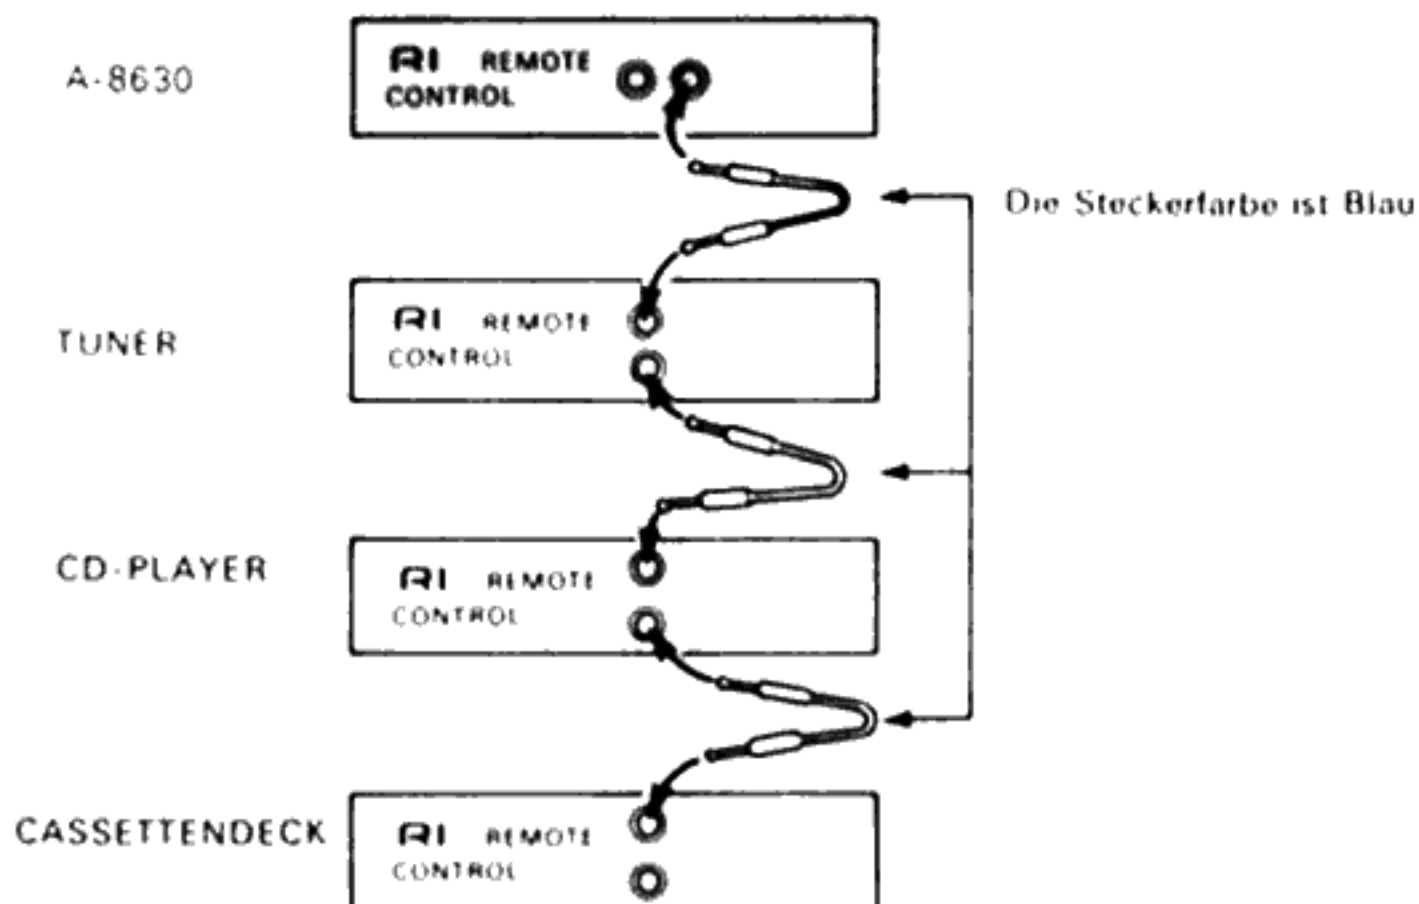 A-8630
RI REMOTE
CONTROL
Die Steckerfarbe ist Blau
TUNER
RI REMOTE
CONTROL
CD-PLAYER
RI REMOTE
CONTROL
CASSETTENDECK
RI REMOTE
CONTROL